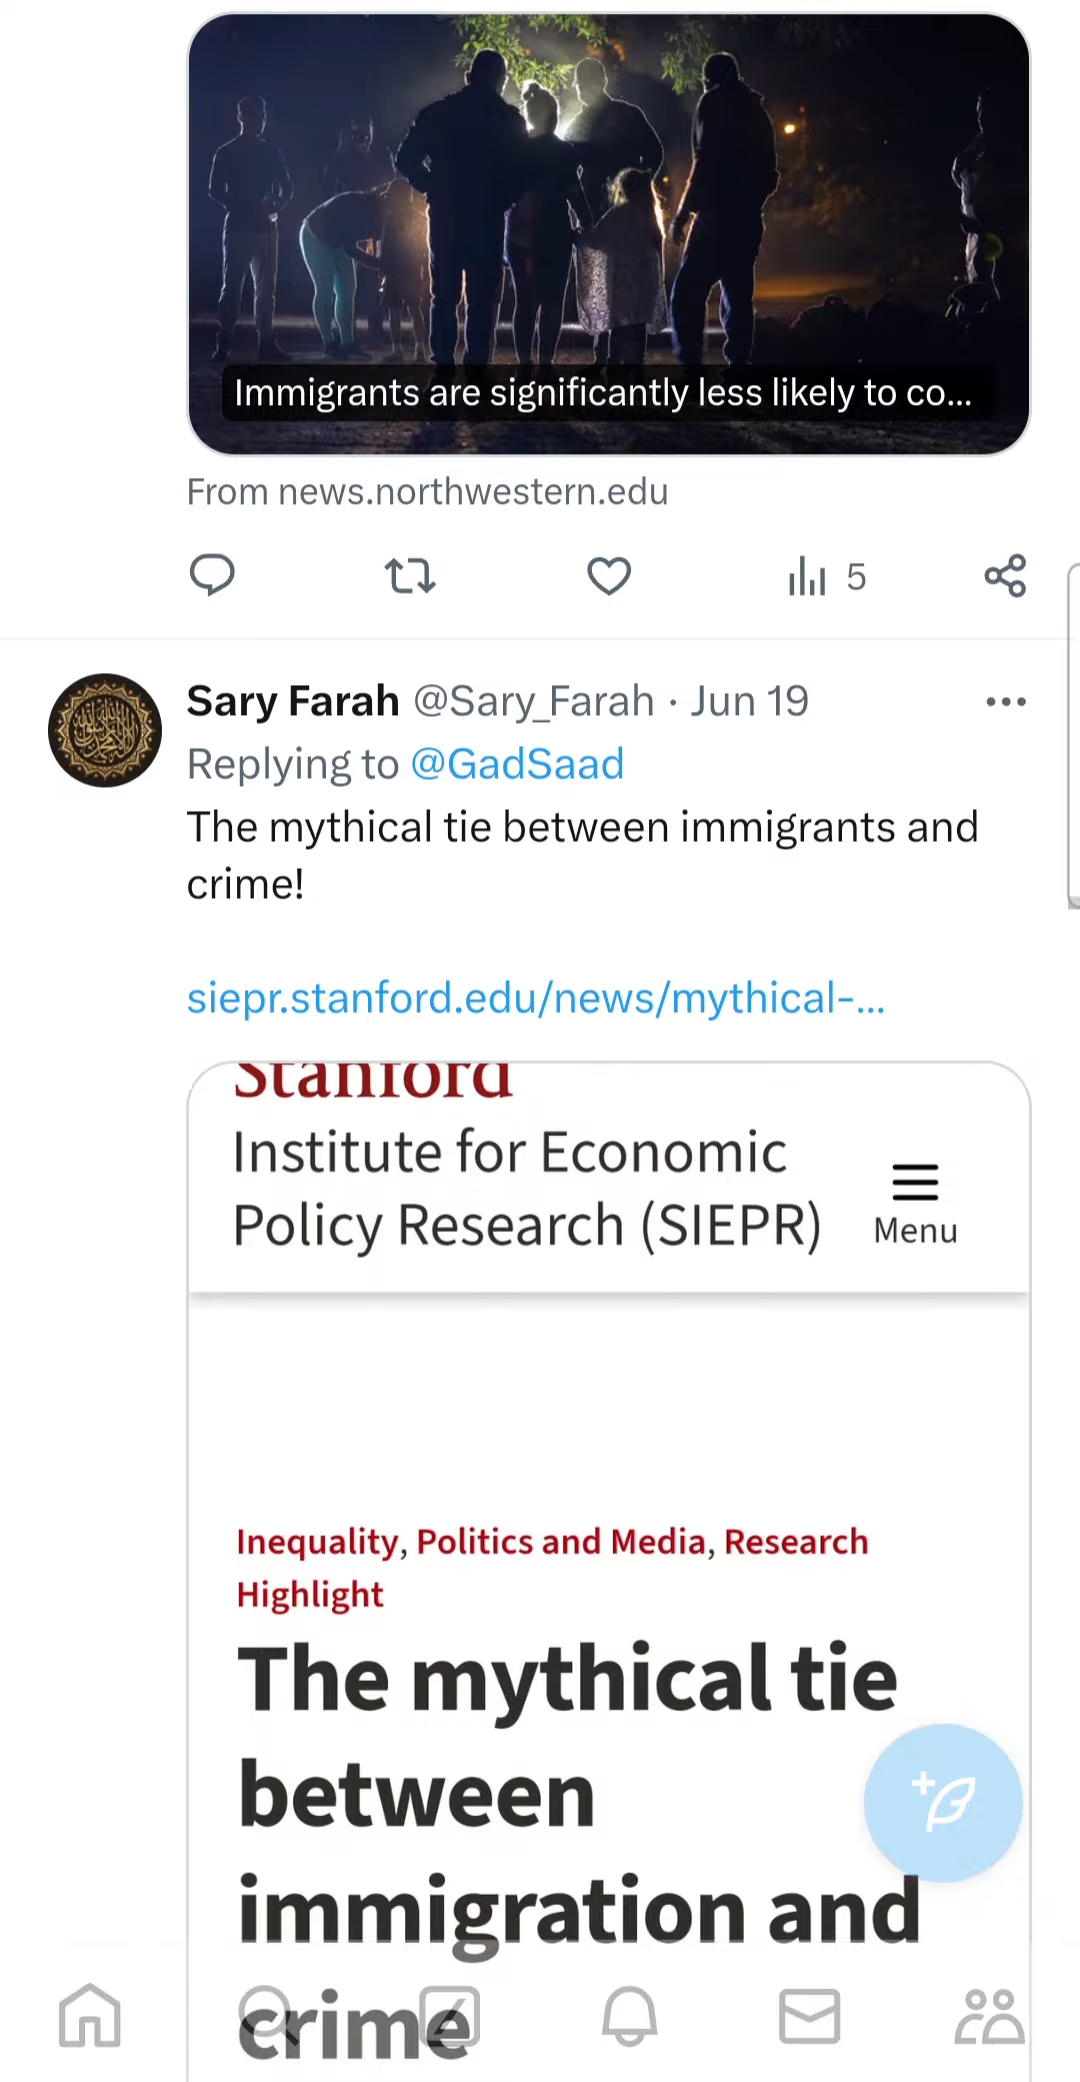 Immigrants are significantly less likely to co...
From news.northwestern.edu
5
Sary Farah @Sary_Farah · Jun 19
Replying to @GadSaad
The mythical tie between immigrants and
crime!
siepr.stanford.edu/news/mythical-...
Stanford
Institute for Economic
Policy Research (SIEPR)
Menu
Inequality, Politics and Media, Research
Highlight
The mythical tie
between
immigration and
crime